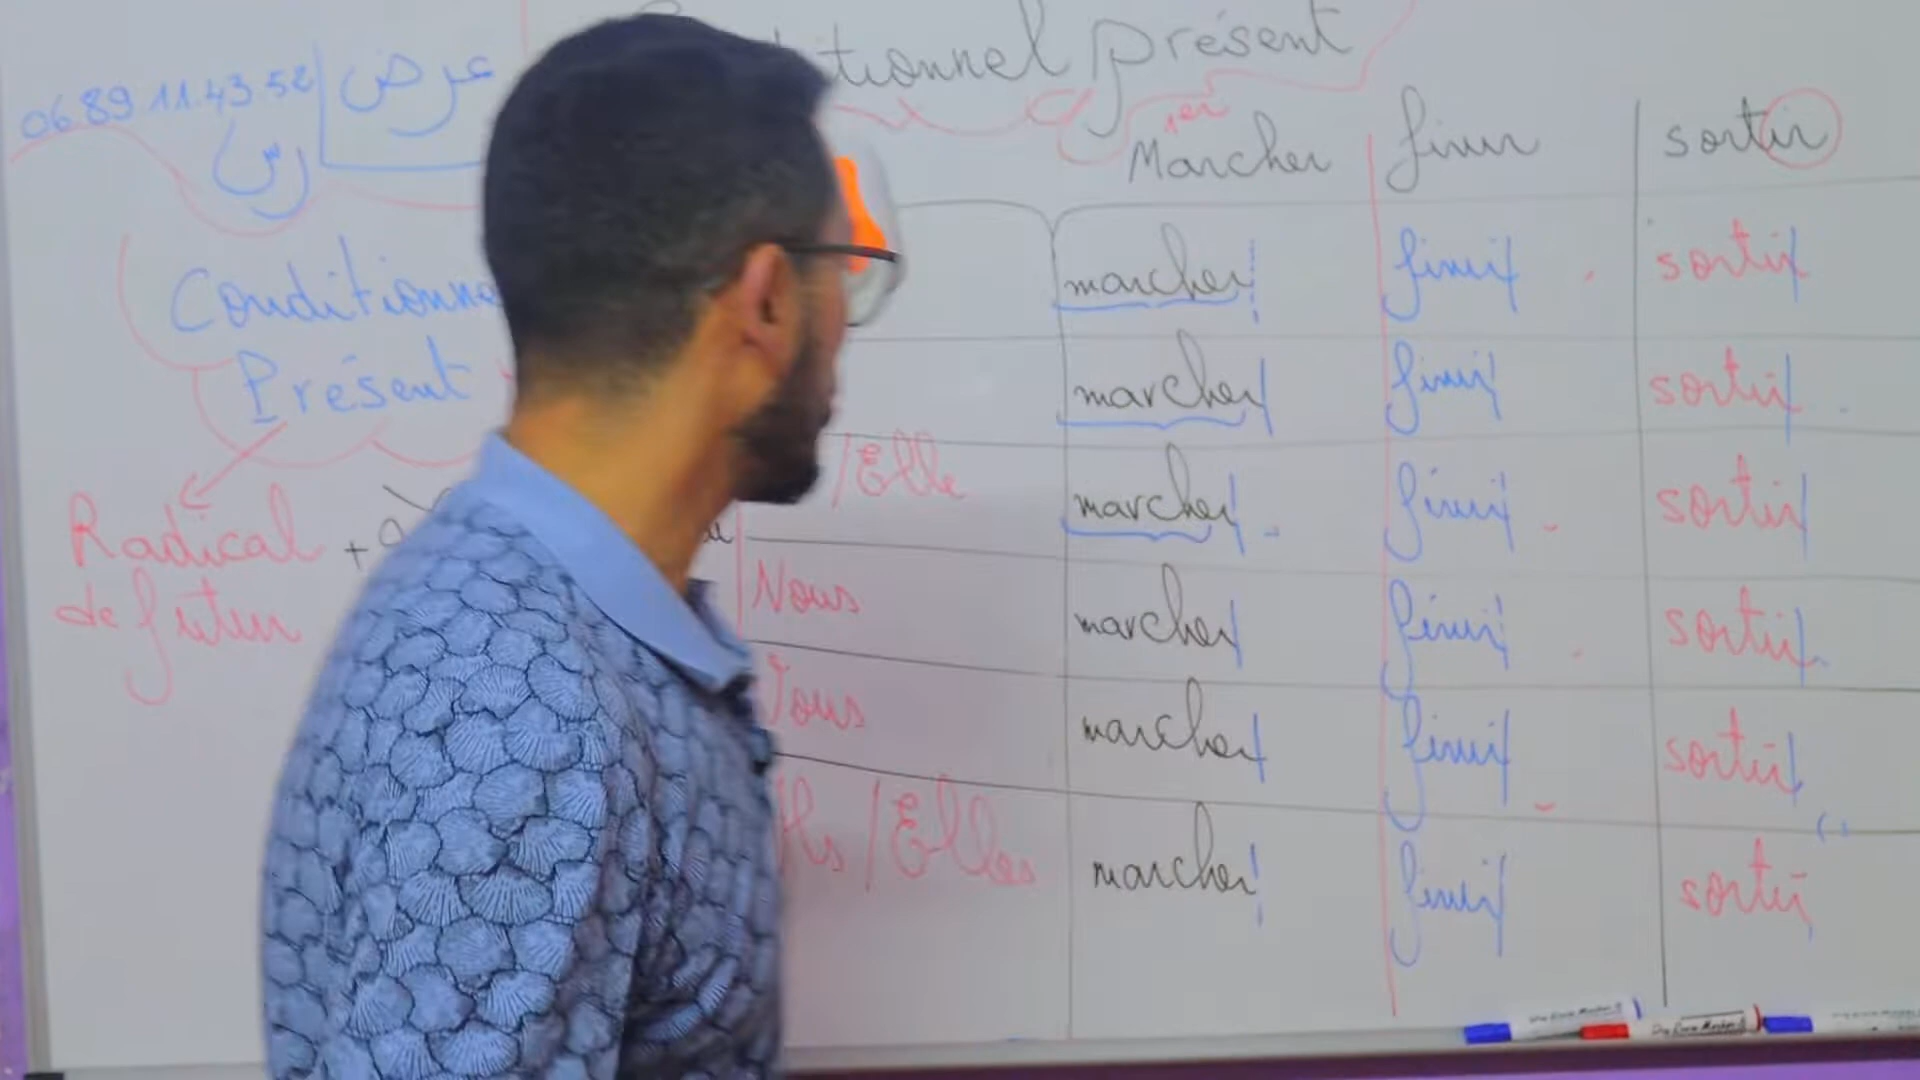 tionnel présent
06 89 11.43 52
عرض
رس
1er
Marcher finir sortir
Conditionne
Présent
Radical +
de futur
marcher finir sortir
marcher finir sortir
/Elle marcher finir sortir
Nous marcher finir sortir
Vous marcher finir sortir
Ils/Elles marcher finir sortir